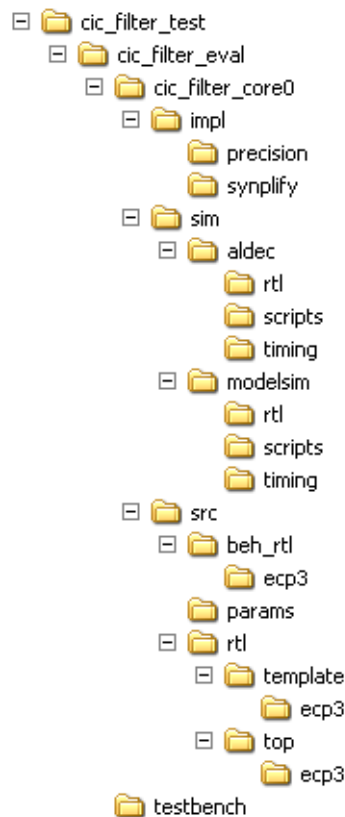 cic_filter_test
cic_filter_eval
cic_filter_core0
impl
precision
synplify
sim
aldec
rtl
scripts
timing
modelsim
rtl
scripts
timing
src
beh_rtl
ecp3
params
rtl
template
ecp3
top
ecp3
testbench